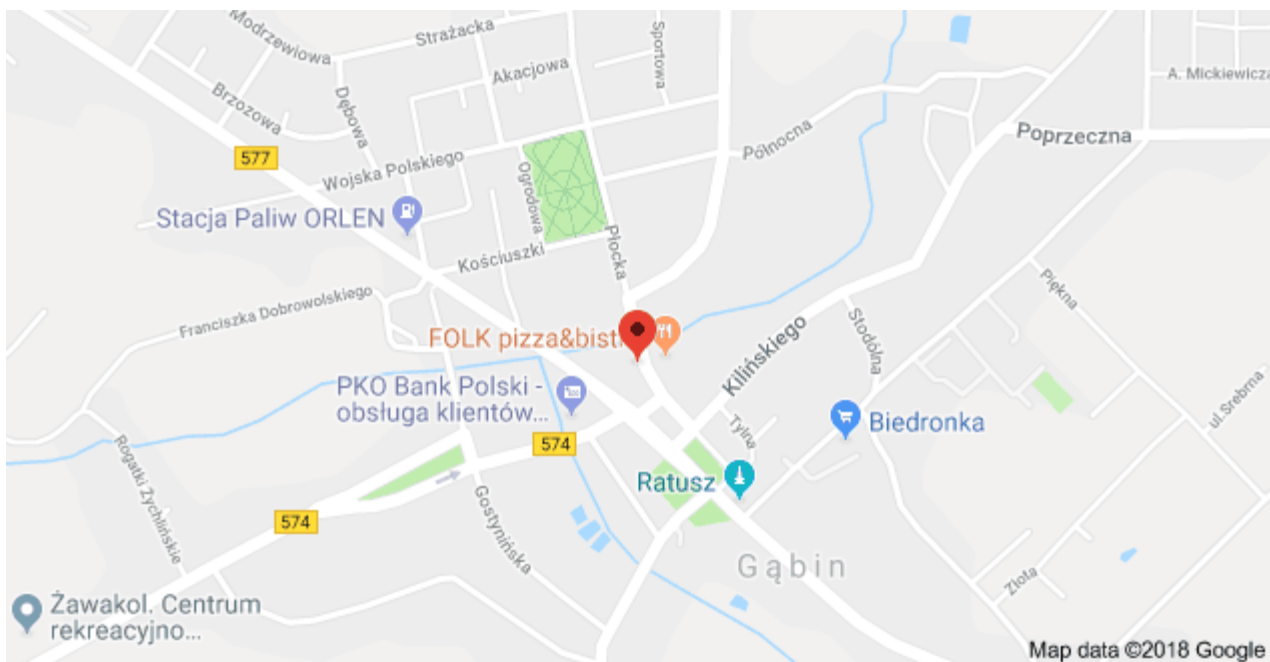 Modrzewiowa
Strażacka
Sportowa
Akacjowa
A. Mickiewicza
Brzozowa
Dębowa
Północna
Poprzeczna
577
Wojska Polskiego
Ogrodowa
Stacja Paliw ORLEN
Płocka
Kościuszki
Piękna
Franciszka Dobrowolskiego
Stodólna
FOLK pizza&bist
Kilińskiego
PKO Bank Polski -
obsługa klientów...
ul.Srebrna
Tylna
Biedronka
574
Rogatki Żychlińskie
Ratusz
Gostynińska
574
Gąbin
Złota
Żawakol. Centrum
rekreacyjno...
Map data ©2018 Google